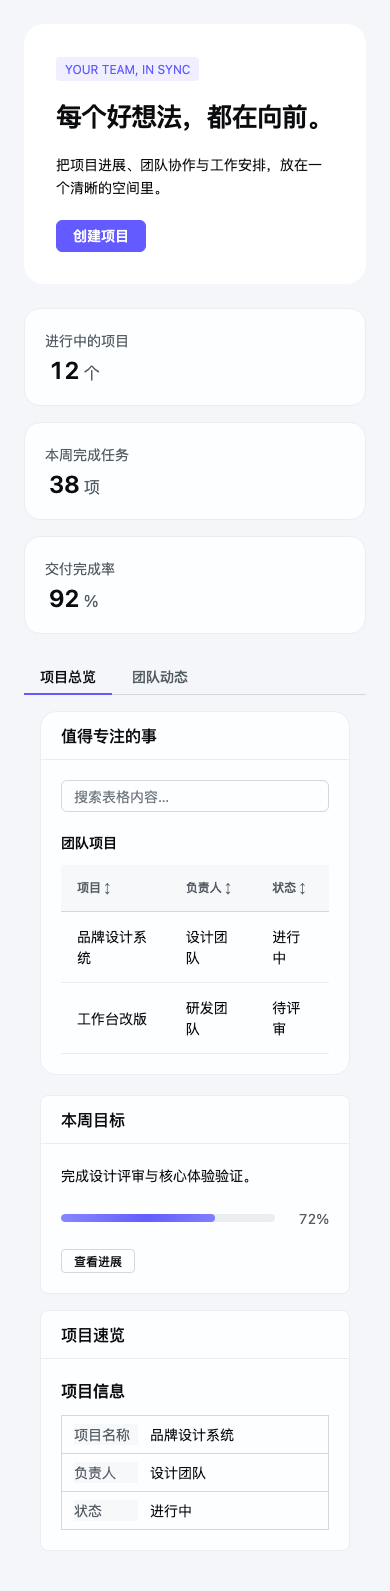 YOUR TEAM, IN SYNC
每个好想法，都在向前。
把项目进展、团队协作与工作安排，放在一
个清晰的空间里。
创建项目
进行中的项目
12 个
本周完成任务
38 项
交付完成率
92 %
项目总览 团队动态
值得专注的事
搜索表格内容...
团队项目
项目 ↕ 负责人 ↕ 状态 ↕
品牌设计系统 设计团队 进行中
工作台改版 研发团队 待评审
本周目标
完成设计评审与核心体验验证。
72%
查看进展
项目速览
项目信息
项目名称 品牌设计系统
负责人 设计团队
状态 进行中